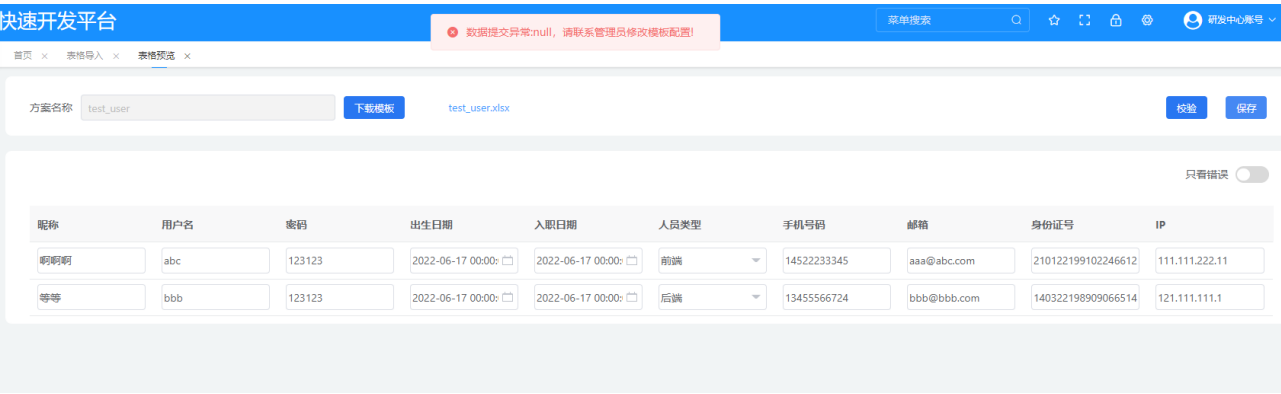 快速开发平台
数据提交异常:null，请联系管理员修改模板配置!
菜单搜索
研发中心账号
首页 × 表格导入 × 表格预览 ×
方案名称 test_user 下载模板 test_user.xlsx 校验 保存
只看错误
昵称 用户名 密码 出生日期 入职日期 人员类型 手机号码 邮箱 身份证号 IP
啊啊啊 abc 123123 2022-06-17 00:00: 2022-06-17 00:00: 前端 14522233345 aaa@abc.com 210122199102246612 111.111.222.11
等等 bbb 123123 2022-06-17 00:00: 2022-06-17 00:00: 后端 13455566724 bbb@bbb.com 140322198909066514 121.111.111.1